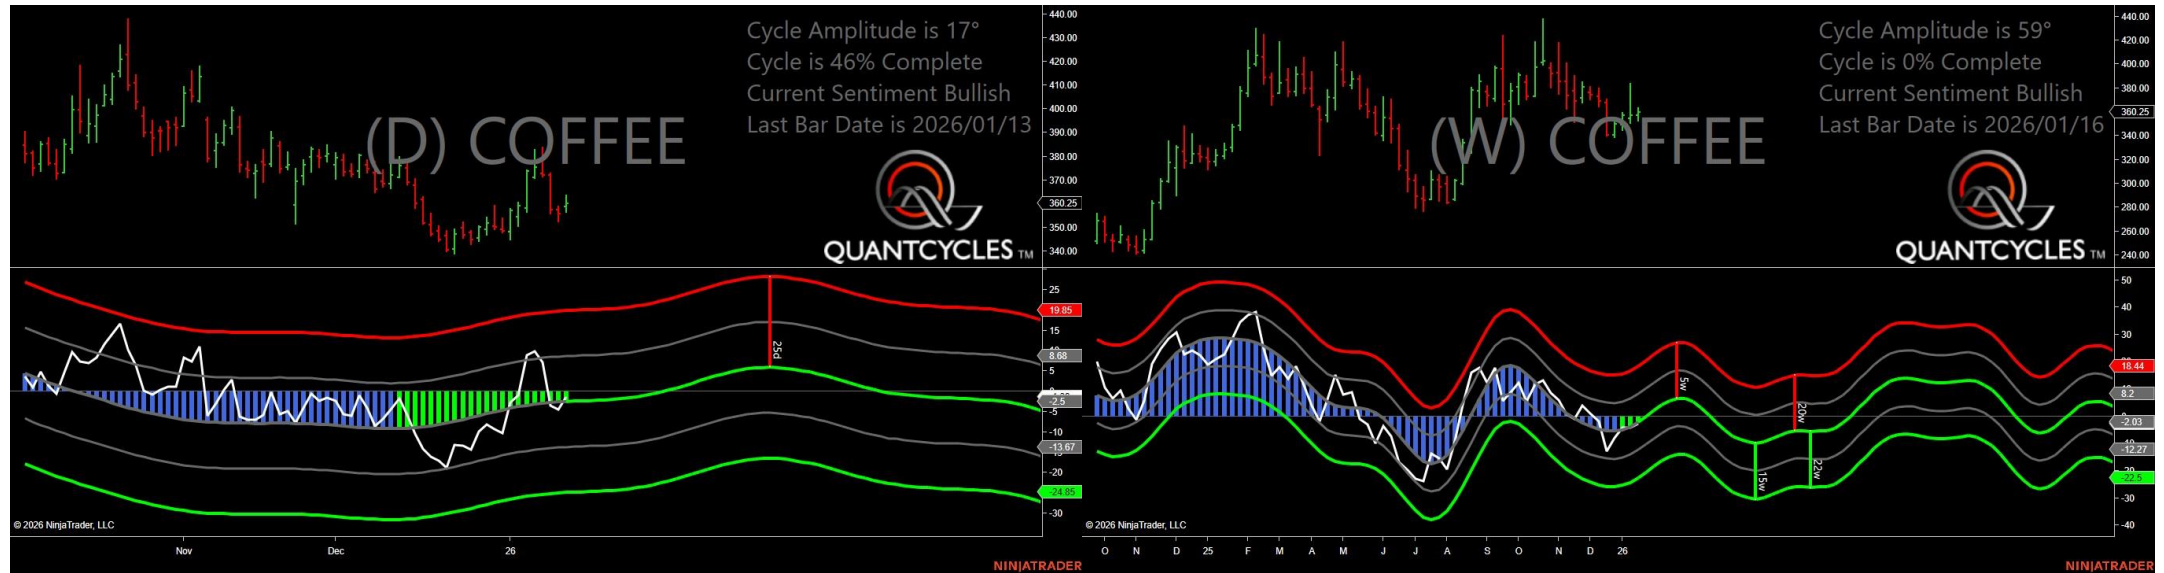 Cycle Amplitude is 17°
Cycle is 46% Complete
Current Sentiment Bullish
Last Bar Date is 2026/01/13
(D) COFFEE
QUANTCYCLES TM
440.00
430.00
420.00
410.00
400.00
390.00
380.00
370.00
360.25
350.00
340.00
25
19.85
15
8.68
5
-2.5
-5
-10
-13.67
-20
-24.85
-30
25d
© 2026 NinjaTrader, LLC
Nov
Dec
26
NINJATRADER
Cycle Amplitude is 59°
Cycle is 0% Complete
Current Sentiment Bullish
Last Bar Date is 2026/01/16
(W) COFFEE
QUANTCYCLES TM
440.00
420.00
400.00
380.00
360.25
340.00
320.00
300.00
280.00
260.00
240.00
50
40
30
18.44
8.2
-2.03
-12.27
-22.5
-30
-40
5w
20w
15w
22w
© 2026 NinjaTrader, LLC
O N D 25 F M A M J J A S O N D 26
NINJATRADER